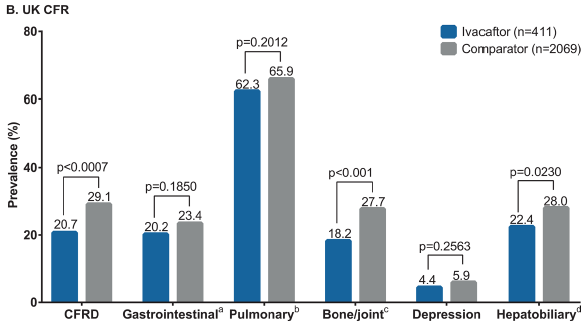 B. UK CFR
Ivacaftor (n=411)
Comparator (n=2069)
Prevalence (%)
80
60
40
20
0
p<0.0007
20.7
29.1
p=0.1850
20.2
23.4
p=0.2012
62.3
65.9
p<0.001
18.2
27.7
p=0.2563
4.4
5.9
p=0.0230
22.4
28.0
CFRD
Gastrointestinalᵃ
Pulmonaryᵇ
Bone/jointᶜ
Depression
Hepatobiliaryᵈ